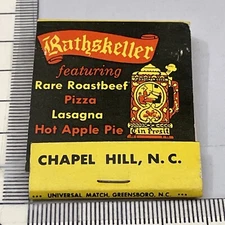 Rathskeller
featuring
Rare Roastbeef
Pizza
Lasagna
Hot Apple Pie
Ein Prosit
CHAPEL HILL, N. C.
UNIVERSAL MATCH, GREENSBORO, N.C.